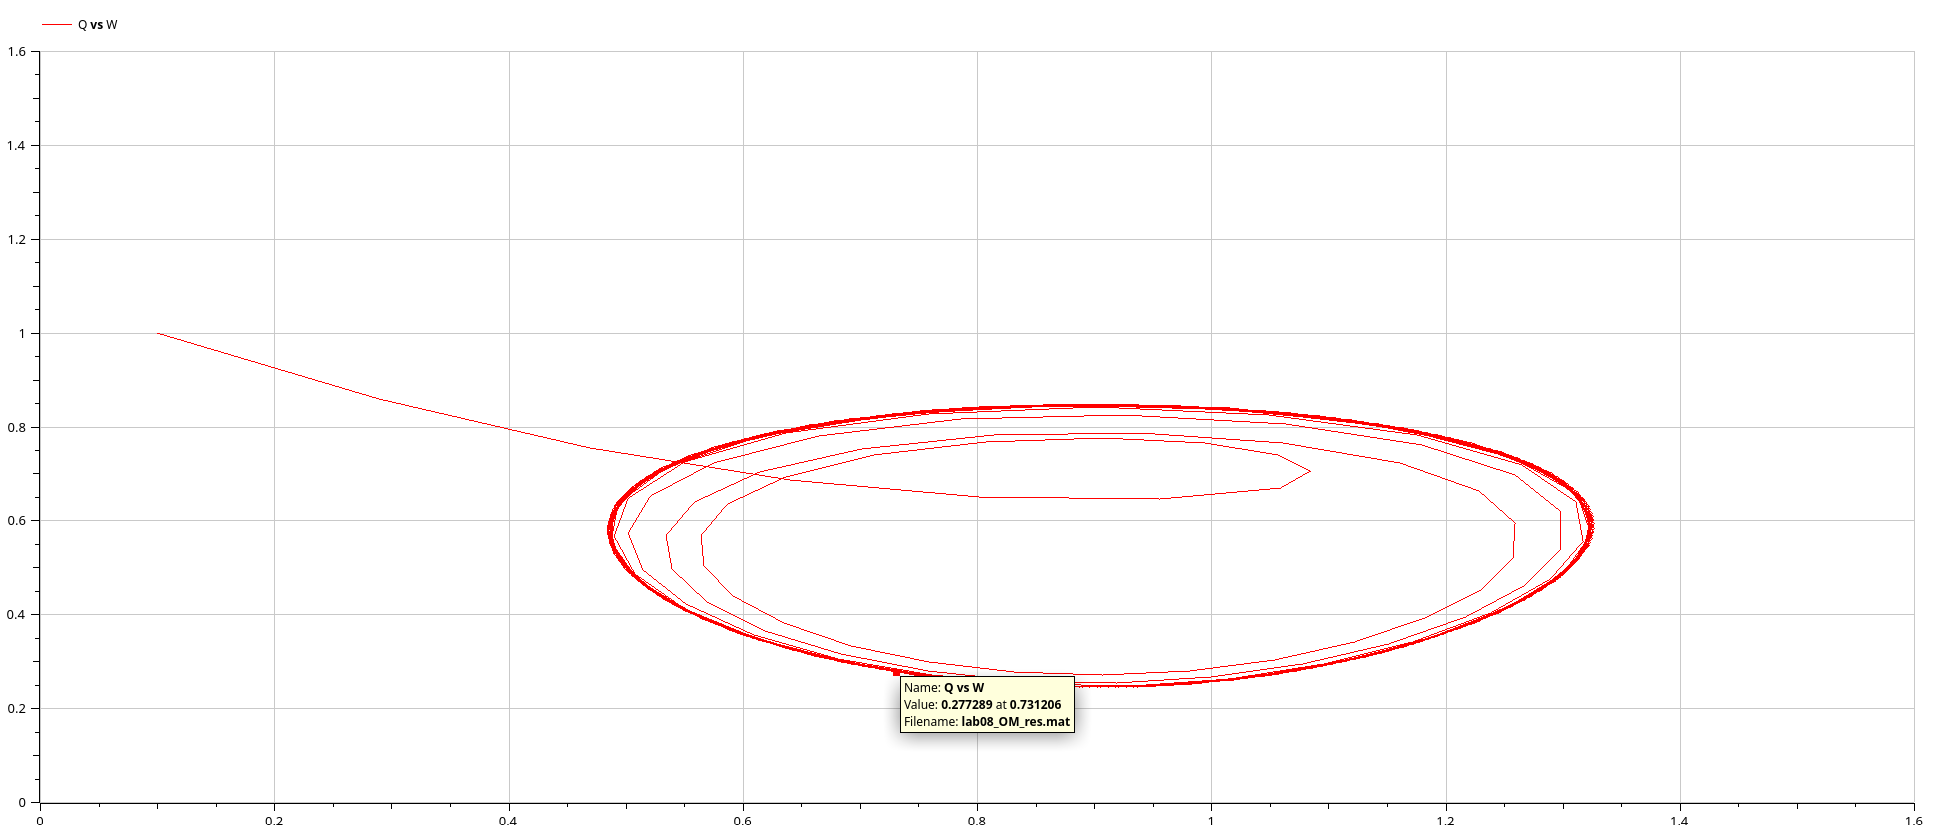 Q vs W
1.6
1.4
1.2
1
0.8
0.6
0.4
0.2
0
Name: Q vs W
Value: 0.277289 at 0.731206
Filename: lab08_OM_res.mat
0 0.2 0.4 0.6 0.8 1 1.2 1.4 1.6